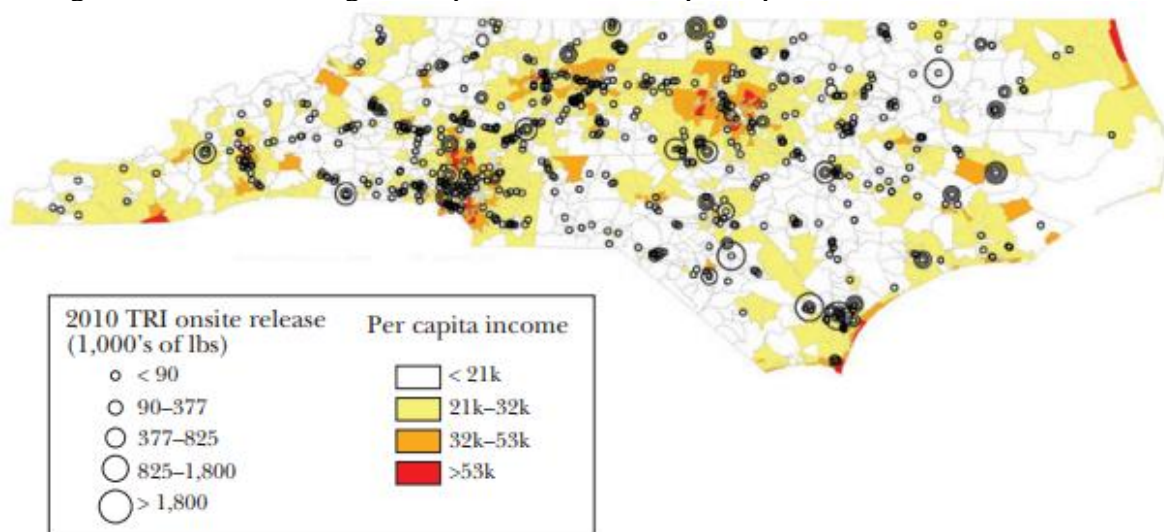 2010 TRI onsite release
(1,000's of lbs)
< 90
90–377
377–825
825–1,800
> 1,800
Per capita income
< 21k
21k–32k
32k–53k
>53k